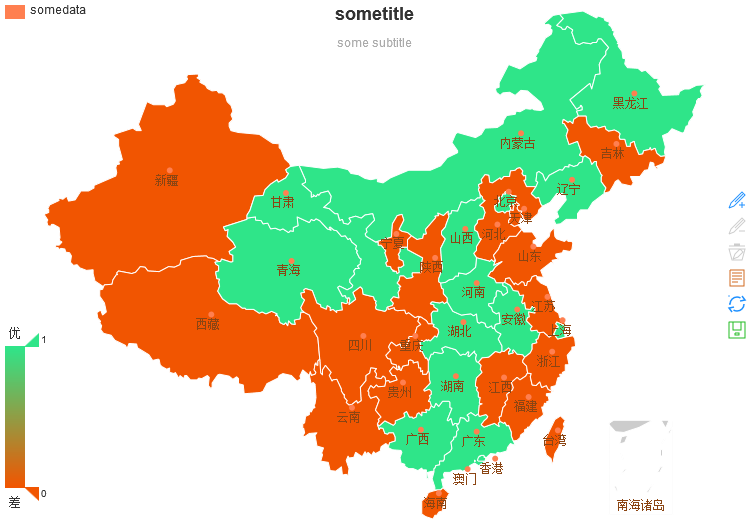 somedata
sometitle
some subtitle
黑龙江
内蒙古
吉林
新疆
辽宁
甘肃
北京
天津
宁夏
山西
河北
山东
陕西
青海
河南
江苏
西藏
安徽
上海
优
1
湖北
四川
重庆
浙江
湖南
江西
贵州
福建
云南
广西
广东
台湾
香港
澳门
0
差
海南
南海诸岛